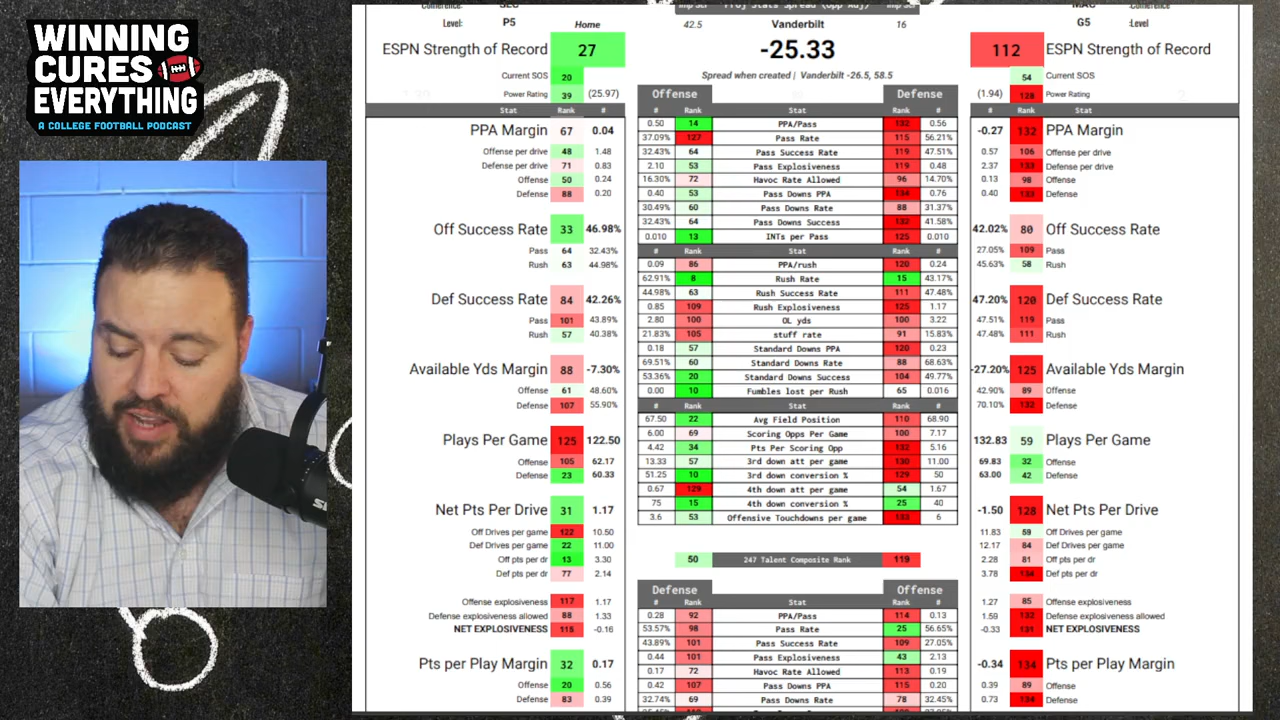 WINNING
CURES
EVERYTHING
A COLLEGE FOOTBALL PODCAST
Proj Stats Spread (Opp Adj)
Level: P5 Home 42.5 Vanderbilt 16 G5 :Level
ESPN Strength of Record 27 -25.33 112 ESPN Strength of Record
Current SOS 20 Spread when created | Vanderbilt -26.5, 58.5 54 Current SOS
Power Rating 39 (25.97) Offense Defense (1.94) 128 Power Rating
Stat Rank # # Rank Stat Rank # # Rank Stat
PPA Margin 67 0.04 0.50 14 PPA/Pass 132 0.56 -0.27 132 PPA Margin
37.09% 127 Pass Rate 115 56.21%
Offense per drive 48 1.48 32.43% 64 Pass Success Rate 119 47.51% 0.57 106 Offense per drive
Defense per drive 71 0.83 2.10 53 Pass Explosiveness 119 0.48 2.37 133 Defense per drive
Offense 50 0.24 16.30% 72 Havoc Rate Allowed 96 14.70% 0.13 98 Offense
Defense 88 0.20 0.40 53 Pass Downs PPA 134 0.76 0.40 133 Defense
30.49% 60 Pass Downs Rate 88 31.37%
Off Success Rate 33 46.98% 32.43% 64 Pass Downs Success 132 41.58% 42.02% 80 Off Success Rate
0.010 13 INTs per Pass 125 0.010
Pass 64 32.43% # Rank Stat Rank # 27.05% 109 Pass
Rush 63 44.98% 0.09 86 PPA/rush 120 0.24 45.63% 58 Rush
62.91% 8 Rush Rate 15 43.17%
44.98% 63 Rush Success Rate 111 47.48%
Def Success Rate 84 42.26% 0.85 109 Rush Explosiveness 125 1.17 47.20% 120 Def Success Rate
Pass 101 43.89% 2.80 100 OL yds 100 3.22 47.51% 119 Pass
Rush 57 40.38% 21.83% 105 stuff rate 91 15.83% 47.48% 111 Rush
0.18 57 Standard Downs PPA 120 0.23
69.51% 60 Standard Downs Rate 88 68.63%
Available Yds Margin 88 -7.30% 53.36% 20 Standard Downs Success 104 49.77% -27.20% 125 Available Yds Margin
Offense 61 48.60% 0.00 10 Fumbles lost per Rush 65 0.016 42.90% 89 Offense
Defense 107 55.90% # Rank Stat Rank # 70.10% 132 Defense
67.50 22 Avg Field Position 110 68.90
6.00 69 Scoring Opps Per Game 100 7.17
Plays Per Game 125 122.50 4.42 34 Pts Per Scoring Opp 132 5.16 132.83 59 Plays Per Game
Offense 105 62.17 13.33 57 3rd down att per game 130 11.00 69.83 32 Offense
Defense 23 60.33 51.25 10 3rd down conversion % 129 50 63.00 42 Defense
0.67 129 4th down att per game 54 1.67
Net Pts Per Drive 31 1.17 75 15 4th down conversion % 25 40 -1.50 128 Net Pts Per Drive
3.6 53 Offensive Touchdowns per game 133 6
Off Drives per game 122 10.50 11.83 59 Off Drives per game
Def Drives per game 22 11.00 12.17 84 Def Drives per game
Off pts per dr 13 3.30 50 247 Talent Composite Rank 119 2.28 81 Off pts per dr
Def pts per dr 77 2.14 3.78 134 Def pts per dr
Defense Offense
Offense explosiveness 117 1.17 # Rank Stat Rank # 1.27 85 Offense explosiveness
Defense explosiveness allowed 88 1.33 0.28 92 PPA/Pass 114 0.13 1.59 132 Defense explosiveness allowed
NET EXPLOSIVENESS 115 -0.16 53.57% 98 Pass Rate 25 56.65% -0.33 131 NET EXPLOSIVENESS
43.89% 101 Pass Success Rate 109 27.05%
Pts per Play Margin 32 0.17 0.44 101 Pass Explosiveness 43 2.13 -0.34 134 Pts per Play Margin
0.17 72 Havoc Rate Allowed 113 0.19
Offense 20 0.56 0.42 107 Pass Downs PPA 115 0.20 0.39 89 Offense
Defense 83 0.39 32.74% 69 Pass Downs Rate 78 32.45% 0.73 134 Defense